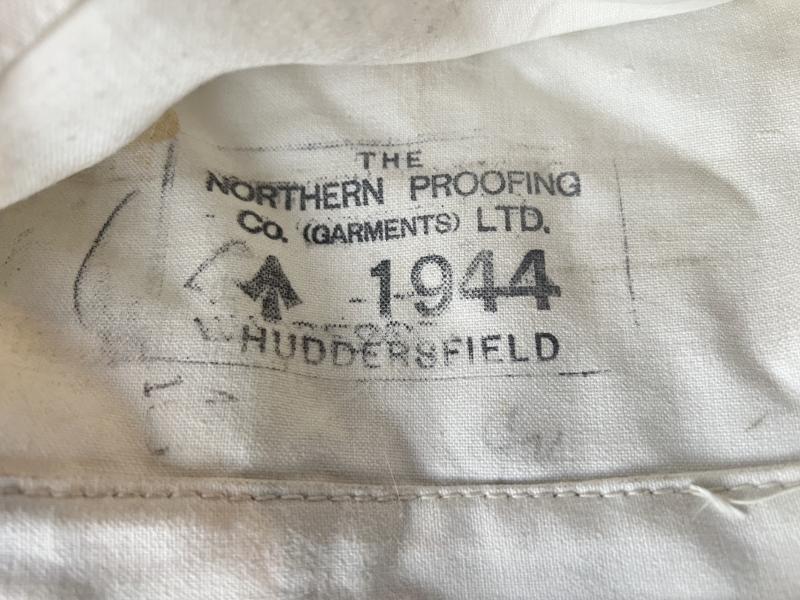 THE
NORTHERN PROOFING
Co. (GARMENTS) LTD.
1944
HUDDERSFIELD